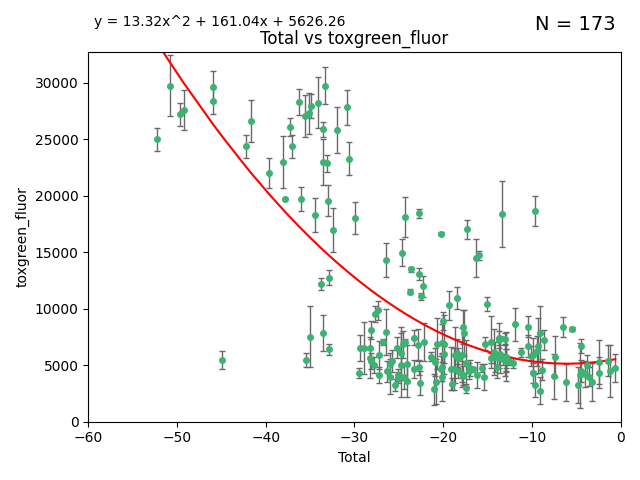 y = 13.32x^2 + 161.04x + 5626.26
N = 173
Total vs toxgreen_fluor
toxgreen_fluor
30000
25000
20000
15000
10000
5000
0
−60
−50
−40
−30
−20
−10
0
Total